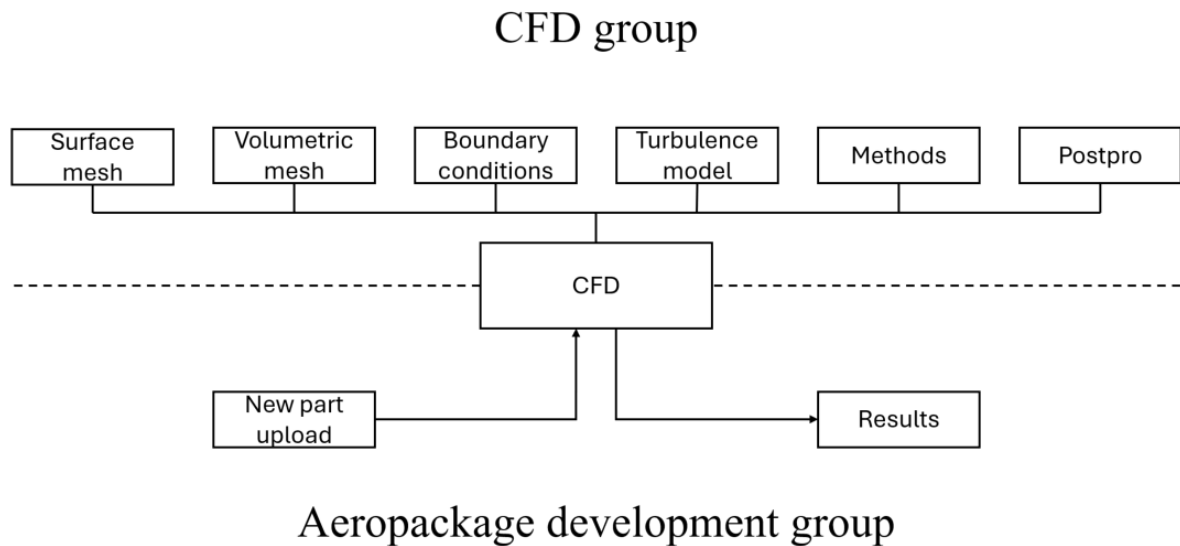 CFD group
Surface
mesh
Volumetric
mesh
Boundary
conditions
Turbulence
model
Methods
Postpro
CFD
New part
upload
Results
Aeropackage development group